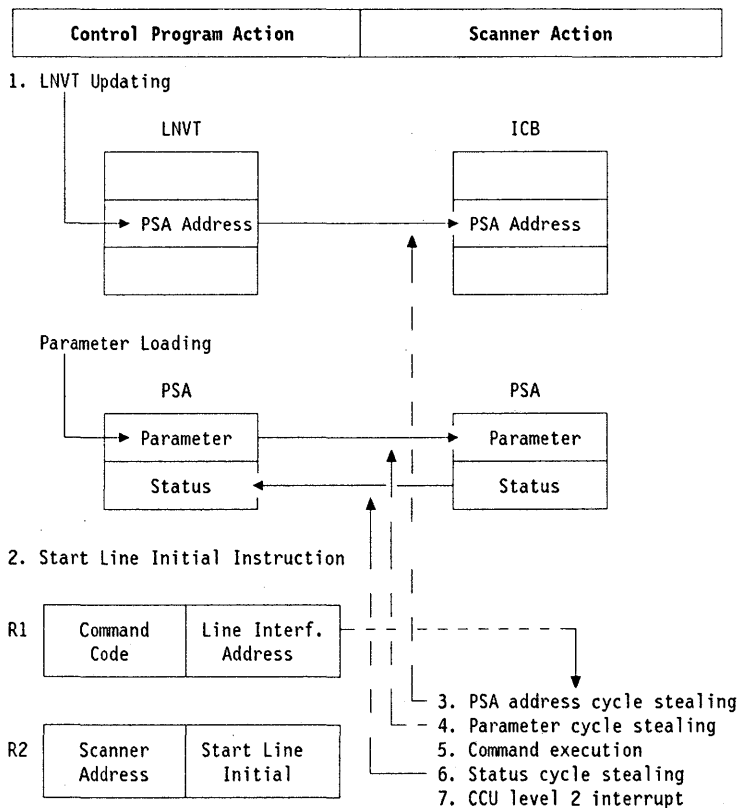 Control Program Action Scanner Action
1. LNVT Updating
LNVT ICB
PSA Address PSA Address
Parameter Loading
PSA PSA
Parameter Parameter
Status Status
2. Start Line Initial Instruction
R1 Command Code Line Interf. Address
3. PSA address cycle stealing
4. Parameter cycle stealing
R2 Scanner Address Start Line Initial
5. Command execution
6. Status cycle stealing
7. CCU level 2 interrupt